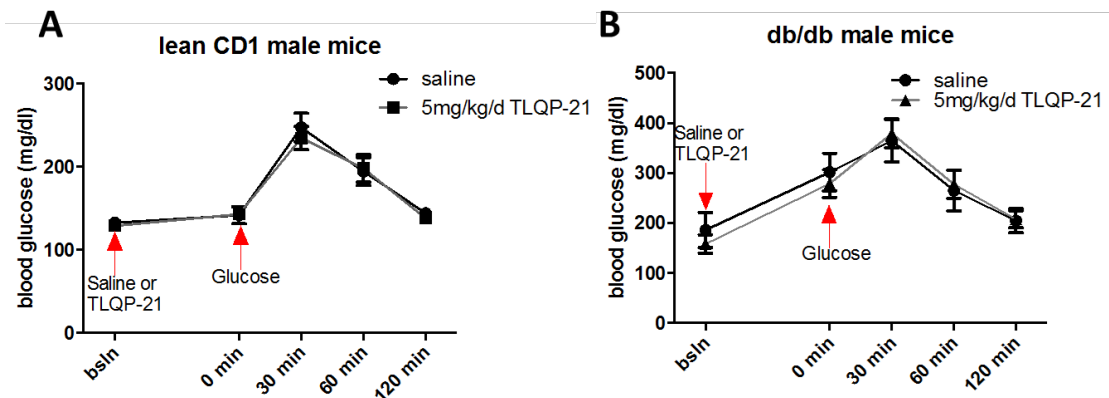 A
lean CD1 male mice
saline
5mg/kg/d TLQP-21
blood glucose (mg/dl)
300
200
100
0
Saline or
TLQP-21
Glucose
bsln
0 min
30 min
60 min
120 min
B
db/db male mice
saline
5mg/kg/d TLQP-21
blood glucose (mg/dl)
500
400
300
200
100
0
Saline or
TLQP-21
Glucose
bsln
0 min
30 min
60 min
120 min